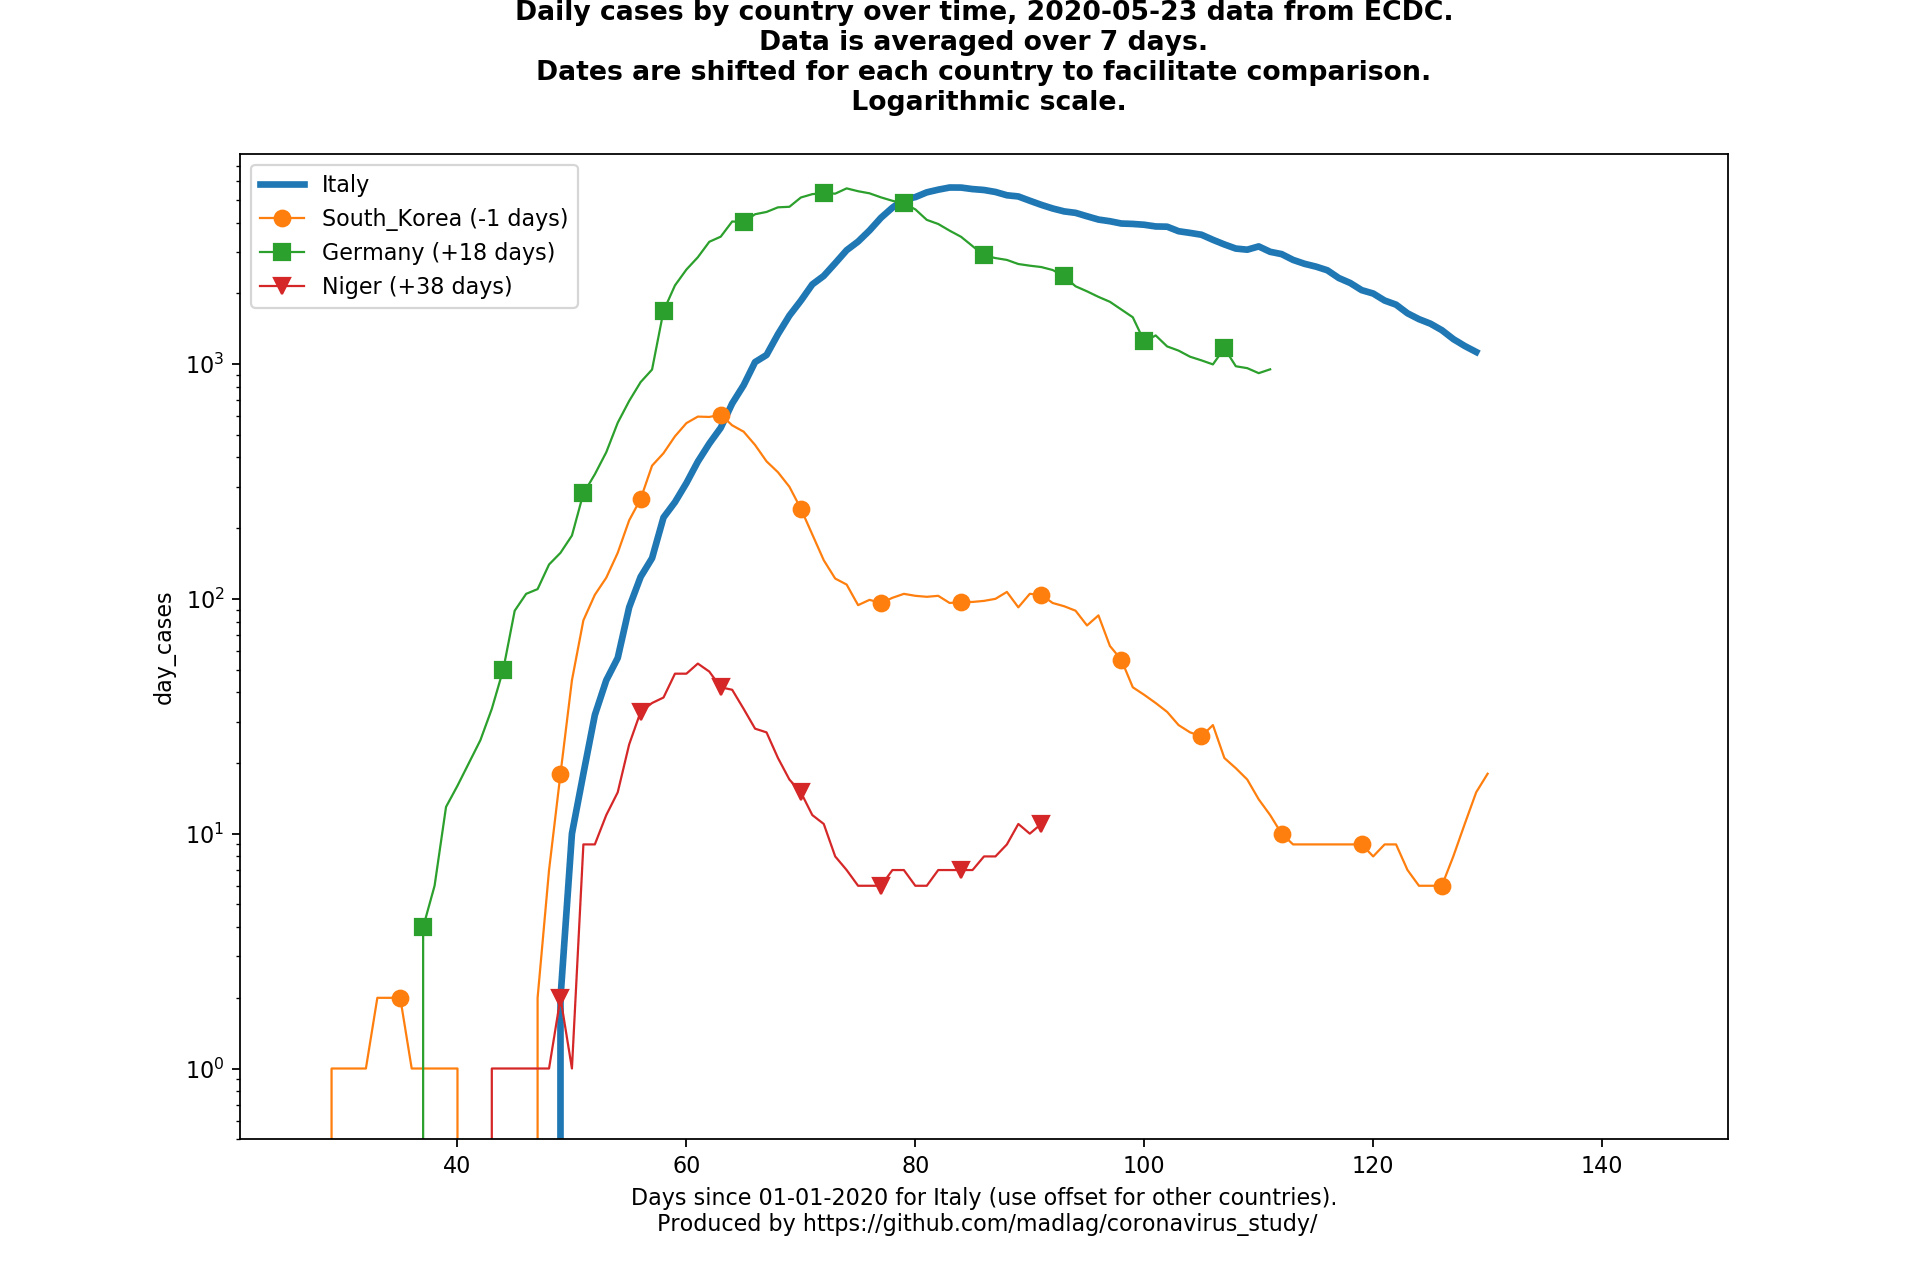 Daily cases by country over time, 2020-05-23 data from ECDC.
Data is averaged over 7 days.
Dates are shifted for each country to facilitate comparison.
Logarithmic scale.
Italy
South_Korea (-1 days)
Germany (+18 days)
Niger (+38 days)
day_cases
10³
10²
10¹
10⁰
40 60 80 100 120 140
Days since 01-01-2020 for Italy (use offset for other countries).
Produced by https://github.com/madlag/coronavirus_study/